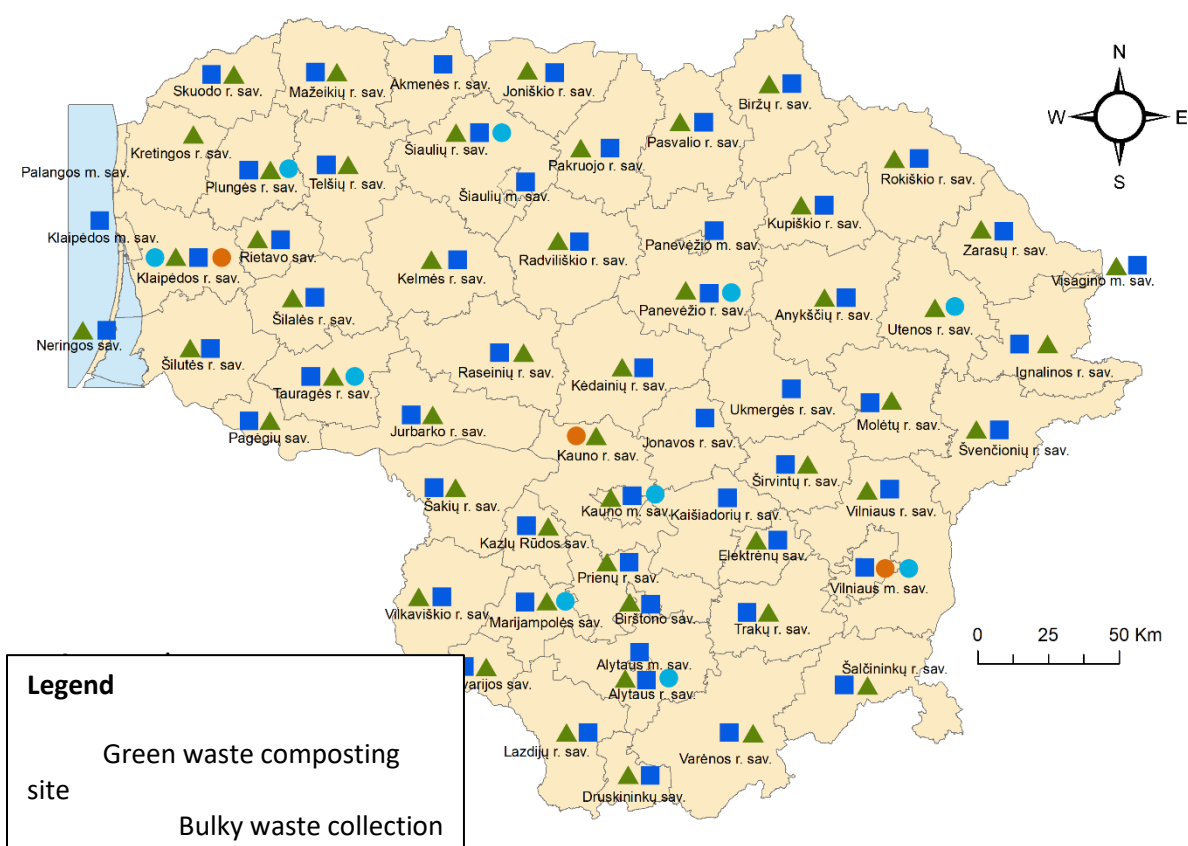 N
W E
S
Skuodo r. sav.
Mažeikių r. sav.
Akmenės r. sav.
Joniškio r. sav.
Biržų r. sav.
Kretingos r. sav.
Šiaulių r. sav.
Pakruojo r. sav.
Pasvalio r. sav.
Rokiškio r. sav.
Palangos m. sav.
Plungės r. sav.
Telšių r. sav.
Šiaulių m. sav.
Kupiškio r. sav.
Klaipėdos m. sav.
Klaipėdos r. sav.
Rietavo sav.
Kelmės r. sav.
Radviliškio r. sav.
Panevėžio m. sav.
Zarasų r. sav.
Visagino m. sav.
Šilalės r. sav.
Panevėžio r. sav.
Anykščių r. sav.
Utenos r. sav.
Neringos sav.
Šilutės r. sav.
Tauragės r. sav.
Raseinių r. sav.
Kėdainių r. sav.
Ukmergės r. sav.
Ignalinos r. sav.
Pagėgių sav.
Jurbarko r. sav.
Kauno r. sav.
Jonavos r. sav.
Molėtų r. sav.
Švenčionių r. sav.
Širvintų r. sav.
Šakių r. sav.
Kauno m. sav.
Kaišiadorių r. sav.
Vilniaus r. sav.
Kazlų Rūdos sav.
Elektrėnų sav.
Prienų r. sav.
Vilniaus m. sav.
Vilkaviškio r. sav.
Marijampolės sav.
Birštono sav.
Trakų r. sav.
0 25 50 Km
Alytaus m. sav.
Alytaus r. sav.
Šalčininkų r. sav.
varijos sav.
Lazdijų r. sav.
Varėnos r. sav.
Druskininkų sav.
Legend
Green waste composting
site
Bulky waste collection